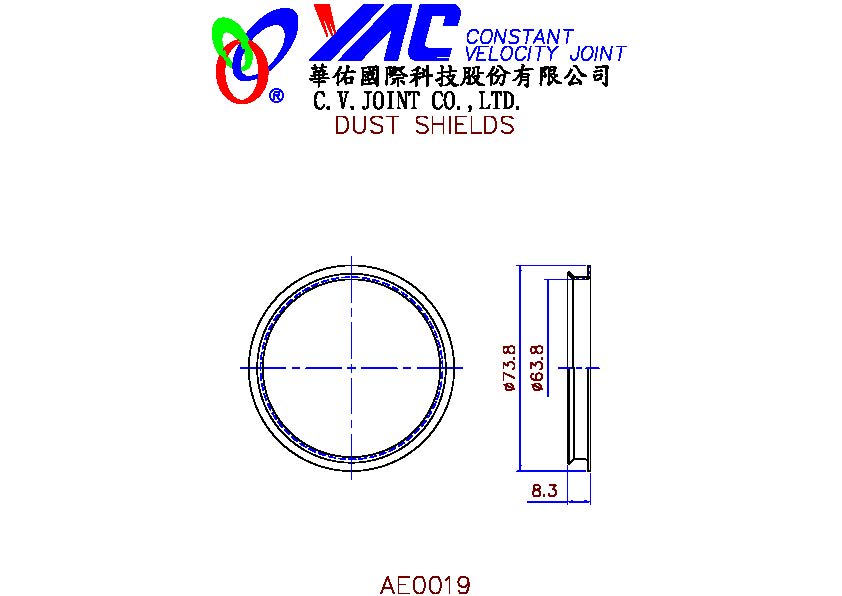 YAC CONSTANT
VELOCITY JOINT
®
華佑國際科技股份有限公司
C.V.JOINT CO.,LTD.
DUST SHIELDS
ø73.8
ø63.8
8.3
AE0019